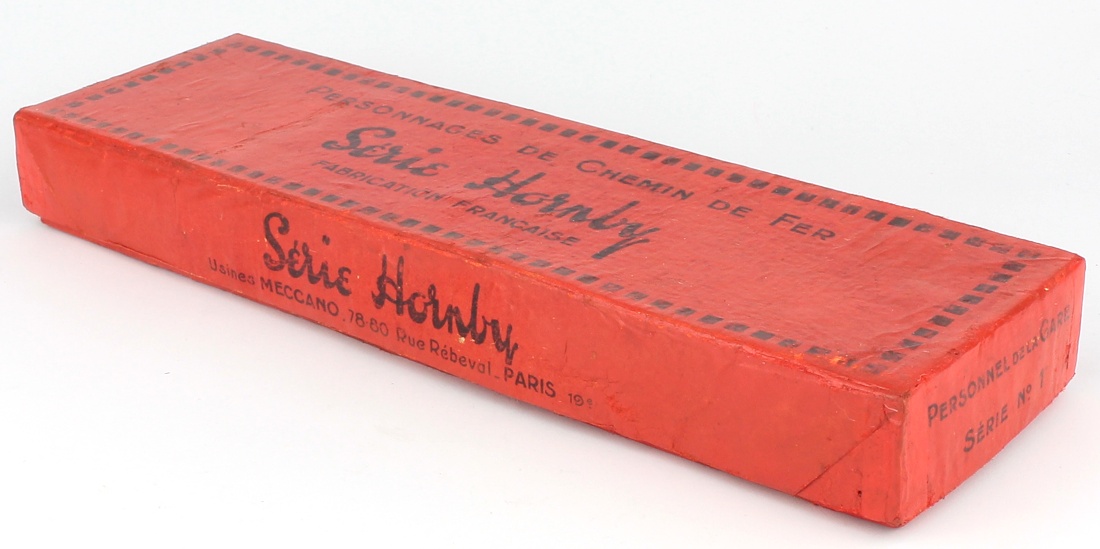 PERSONNAGES DE CHEMIN DE FER
Série Hornby
FABRICATION FRANÇAISE
Série Hornby
Usines MECCANO. 78-80 Rue Rébeval - PARIS 19e
PERSONNEL DE LA GARE
SÉRIE No 1